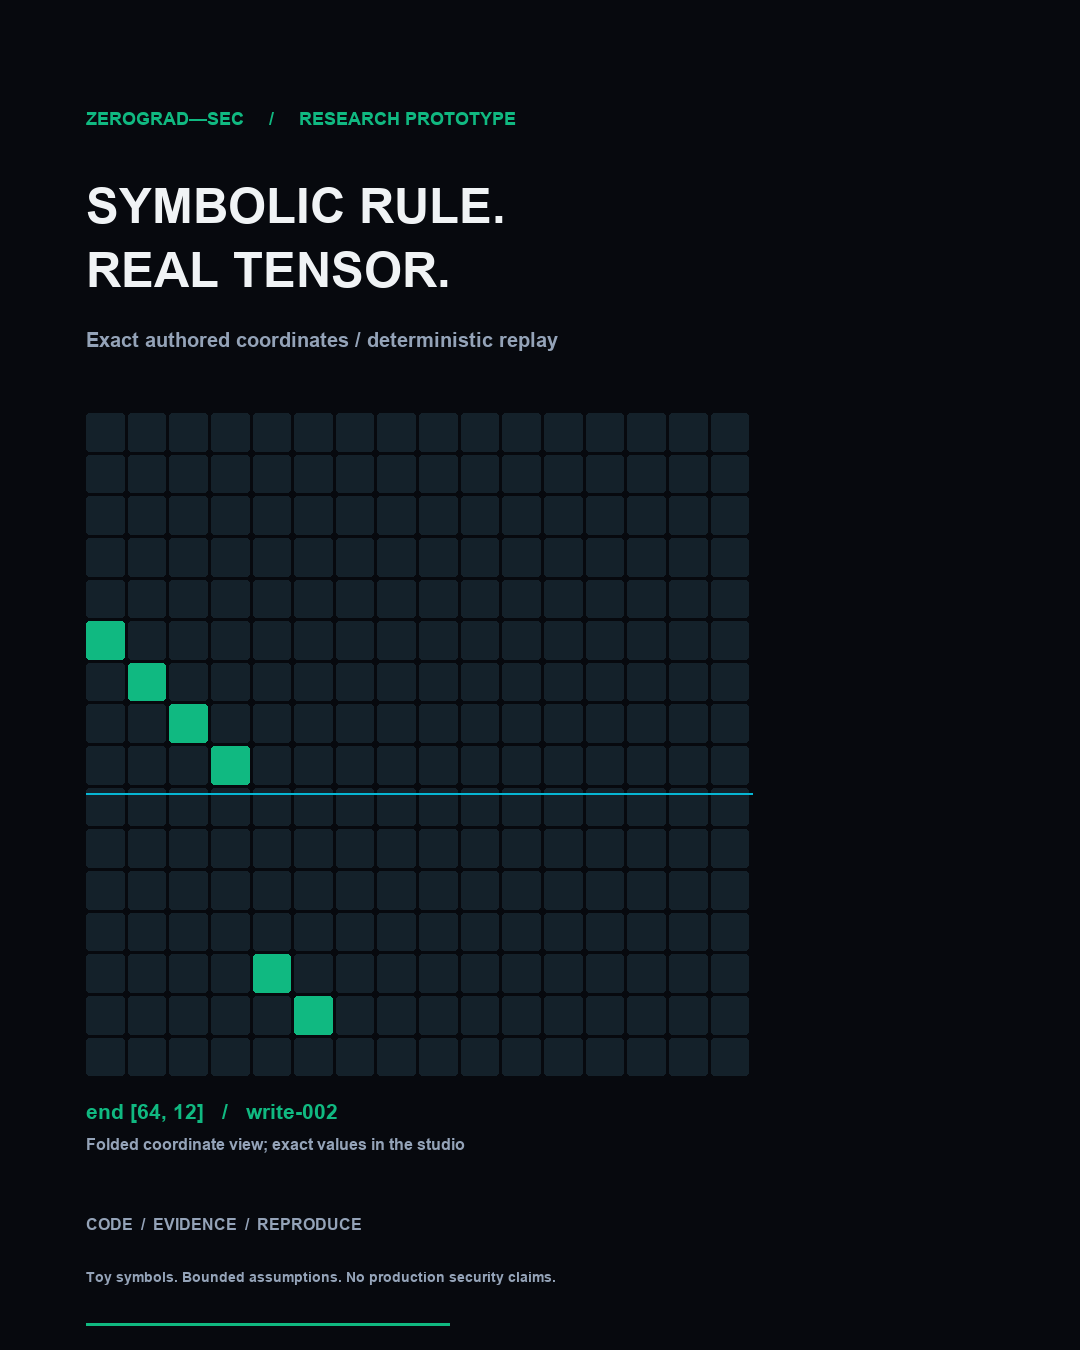 ZEROGRAD—SEC / RESEARCH PROTOTYPE
SYMBOLIC RULE.
REAL TENSOR.
Exact authored coordinates / deterministic replay
end [64, 12] / write-002
Folded coordinate view; exact values in the studio
CODE / EVIDENCE / REPRODUCE
Toy symbols. Bounded assumptions. No production security claims.